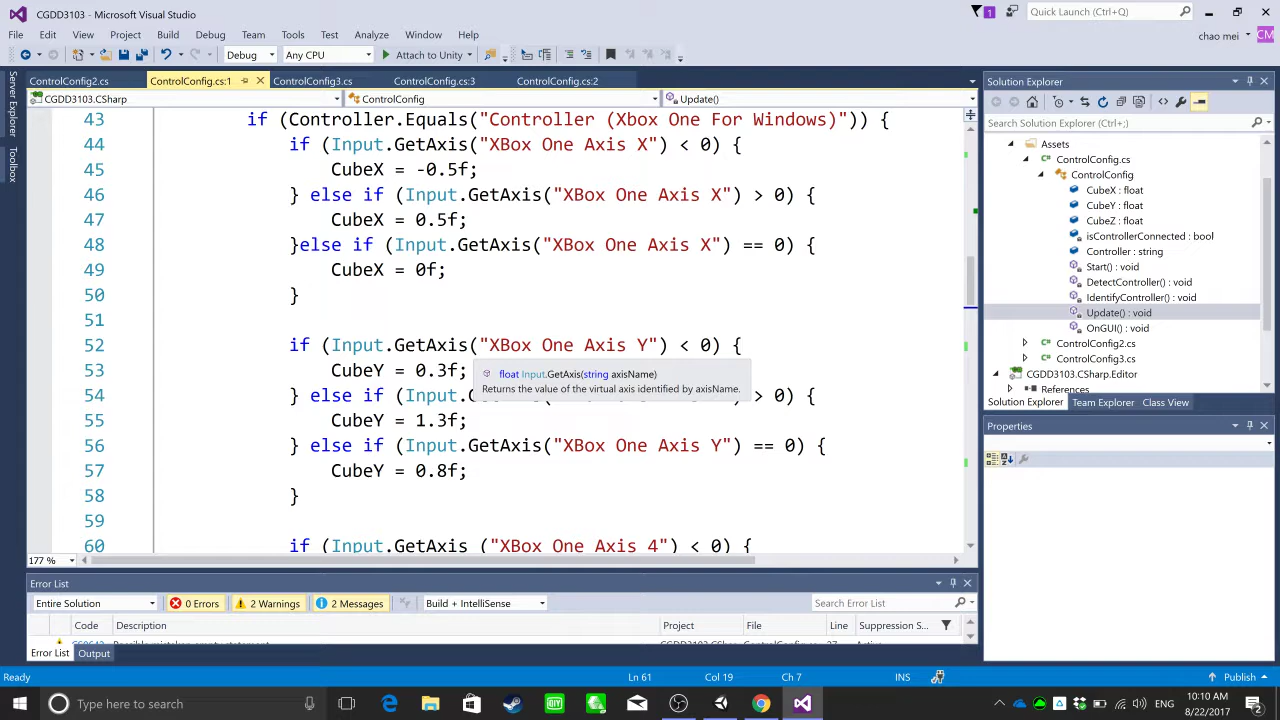 CGDD3103 - Microsoft Visual Studio
1
Quick Launch (Ctrl+Q)
File Edit View Project Build Debug Team Tools Test Analyze Window Help
chao mei
CM
Debug
Any CPU
Attach to Unity
Server Explorer
Toolbox
ControlConfig2.cs
ControlConfig.cs:1
ControlConfig3.cs
ControlConfig.cs:3
ControlConfig.cs:2
CGDD3103.CSharp
ControlConfig
Update()
43 if (Controller.Equals("Controller (Xbox One For Windows)")) {
44 if (Input.GetAxis("XBox One Axis X") < 0) {
45 CubeX = -0.5f;
46 } else if (Input.GetAxis("XBox One Axis X") > 0) {
47 CubeX = 0.5f;
48 }else if (Input.GetAxis("XBox One Axis X") == 0) {
49 CubeX = 0f;
50 }
51
52 if (Input.GetAxis("XBox One Axis Y") < 0) {
53 CubeY = 0.3f;
float Input.GetAxis(string axisName)
Returns the value of the virtual axis identified by axisName.
54 } else if (Input. > 0) {
55 CubeY = 1.3f;
56 } else if (Input.GetAxis("XBox One Axis Y") == 0) {
57 CubeY = 0.8f;
58 }
59
60 if (Input.GetAxis ("XBox One Axis 4") < 0) {
177 %
Solution Explorer
Search Solution Explorer (Ctrl+;)
Assets
ControlConfig.cs
ControlConfig
CubeX : float
CubeY : float
CubeZ : float
isControllerConnected : bool
Controller : string
Start() : void
DetectController() : void
IdentifyController() : void
Update() : void
OnGUI() : void
ControlConfig2.cs
ControlConfig3.cs
CGDD3103.CSharp.Editor
References
Solution Explorer Team Explorer Class View
Properties
Error List
Entire Solution
0 Errors
2 Warnings
2 Messages
Build + IntelliSense
Search Error List
Code Description Project File Line Suppression S...
Error List Output
Ready
Ln 61
Col 19
Ch 7
INS
Publish
Type here to search
DIY
ENG
10:10 AM
8/22/2017
2